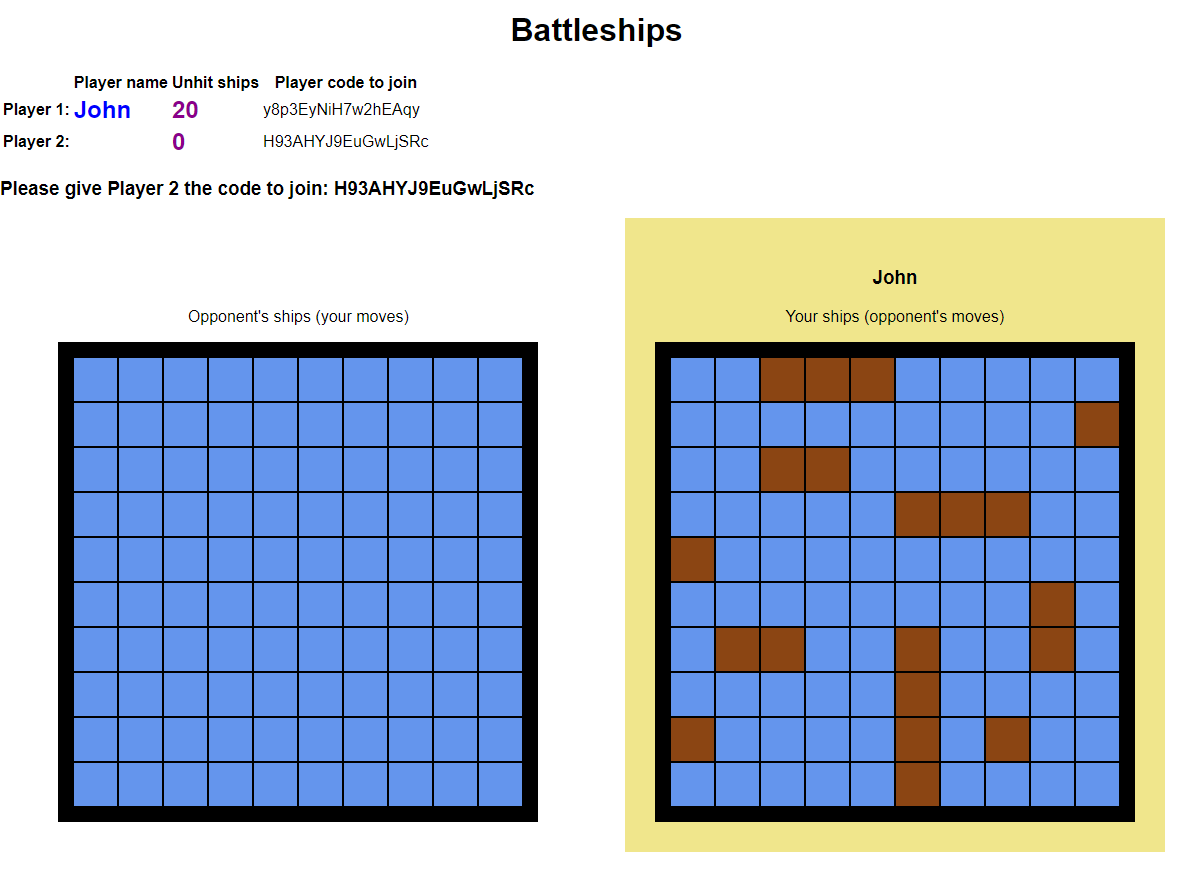 Battleships
Player name Unhit ships Player code to join
Player 1: John 20 y8p3EyNiH7w2hEAqy
Player 2: 0 H93AHYJ9EuGwLjSRc
Please give Player 2 the code to join: H93AHYJ9EuGwLjSRc
John
Opponent's ships (your moves)
Your ships (opponent's moves)